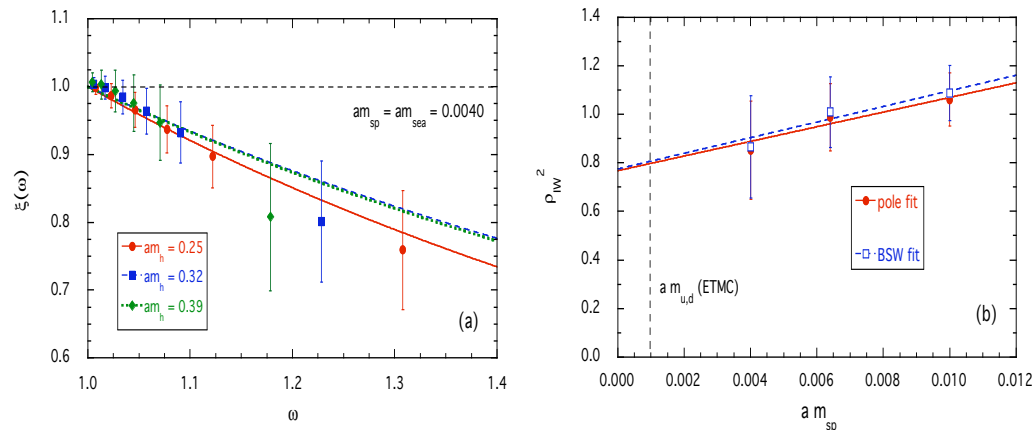 1.1
1.0
0.9
0.8
0.7
0.6
ξ(ω)
am_sp = am_sea = 0.0040
am_h = 0.25
am_h = 0.32
am_h = 0.39
(a)
1.0 1.1 1.2 1.3 1.4
ω
1.4
1.2
1.0
0.8
0.6
0.4
0.2
0.0
ρ_IW^2
pole fit
BSW fit
a m_u,d (ETMC)
(b)
0.000 0.002 0.004 0.006 0.008 0.010 0.012
a m_sp